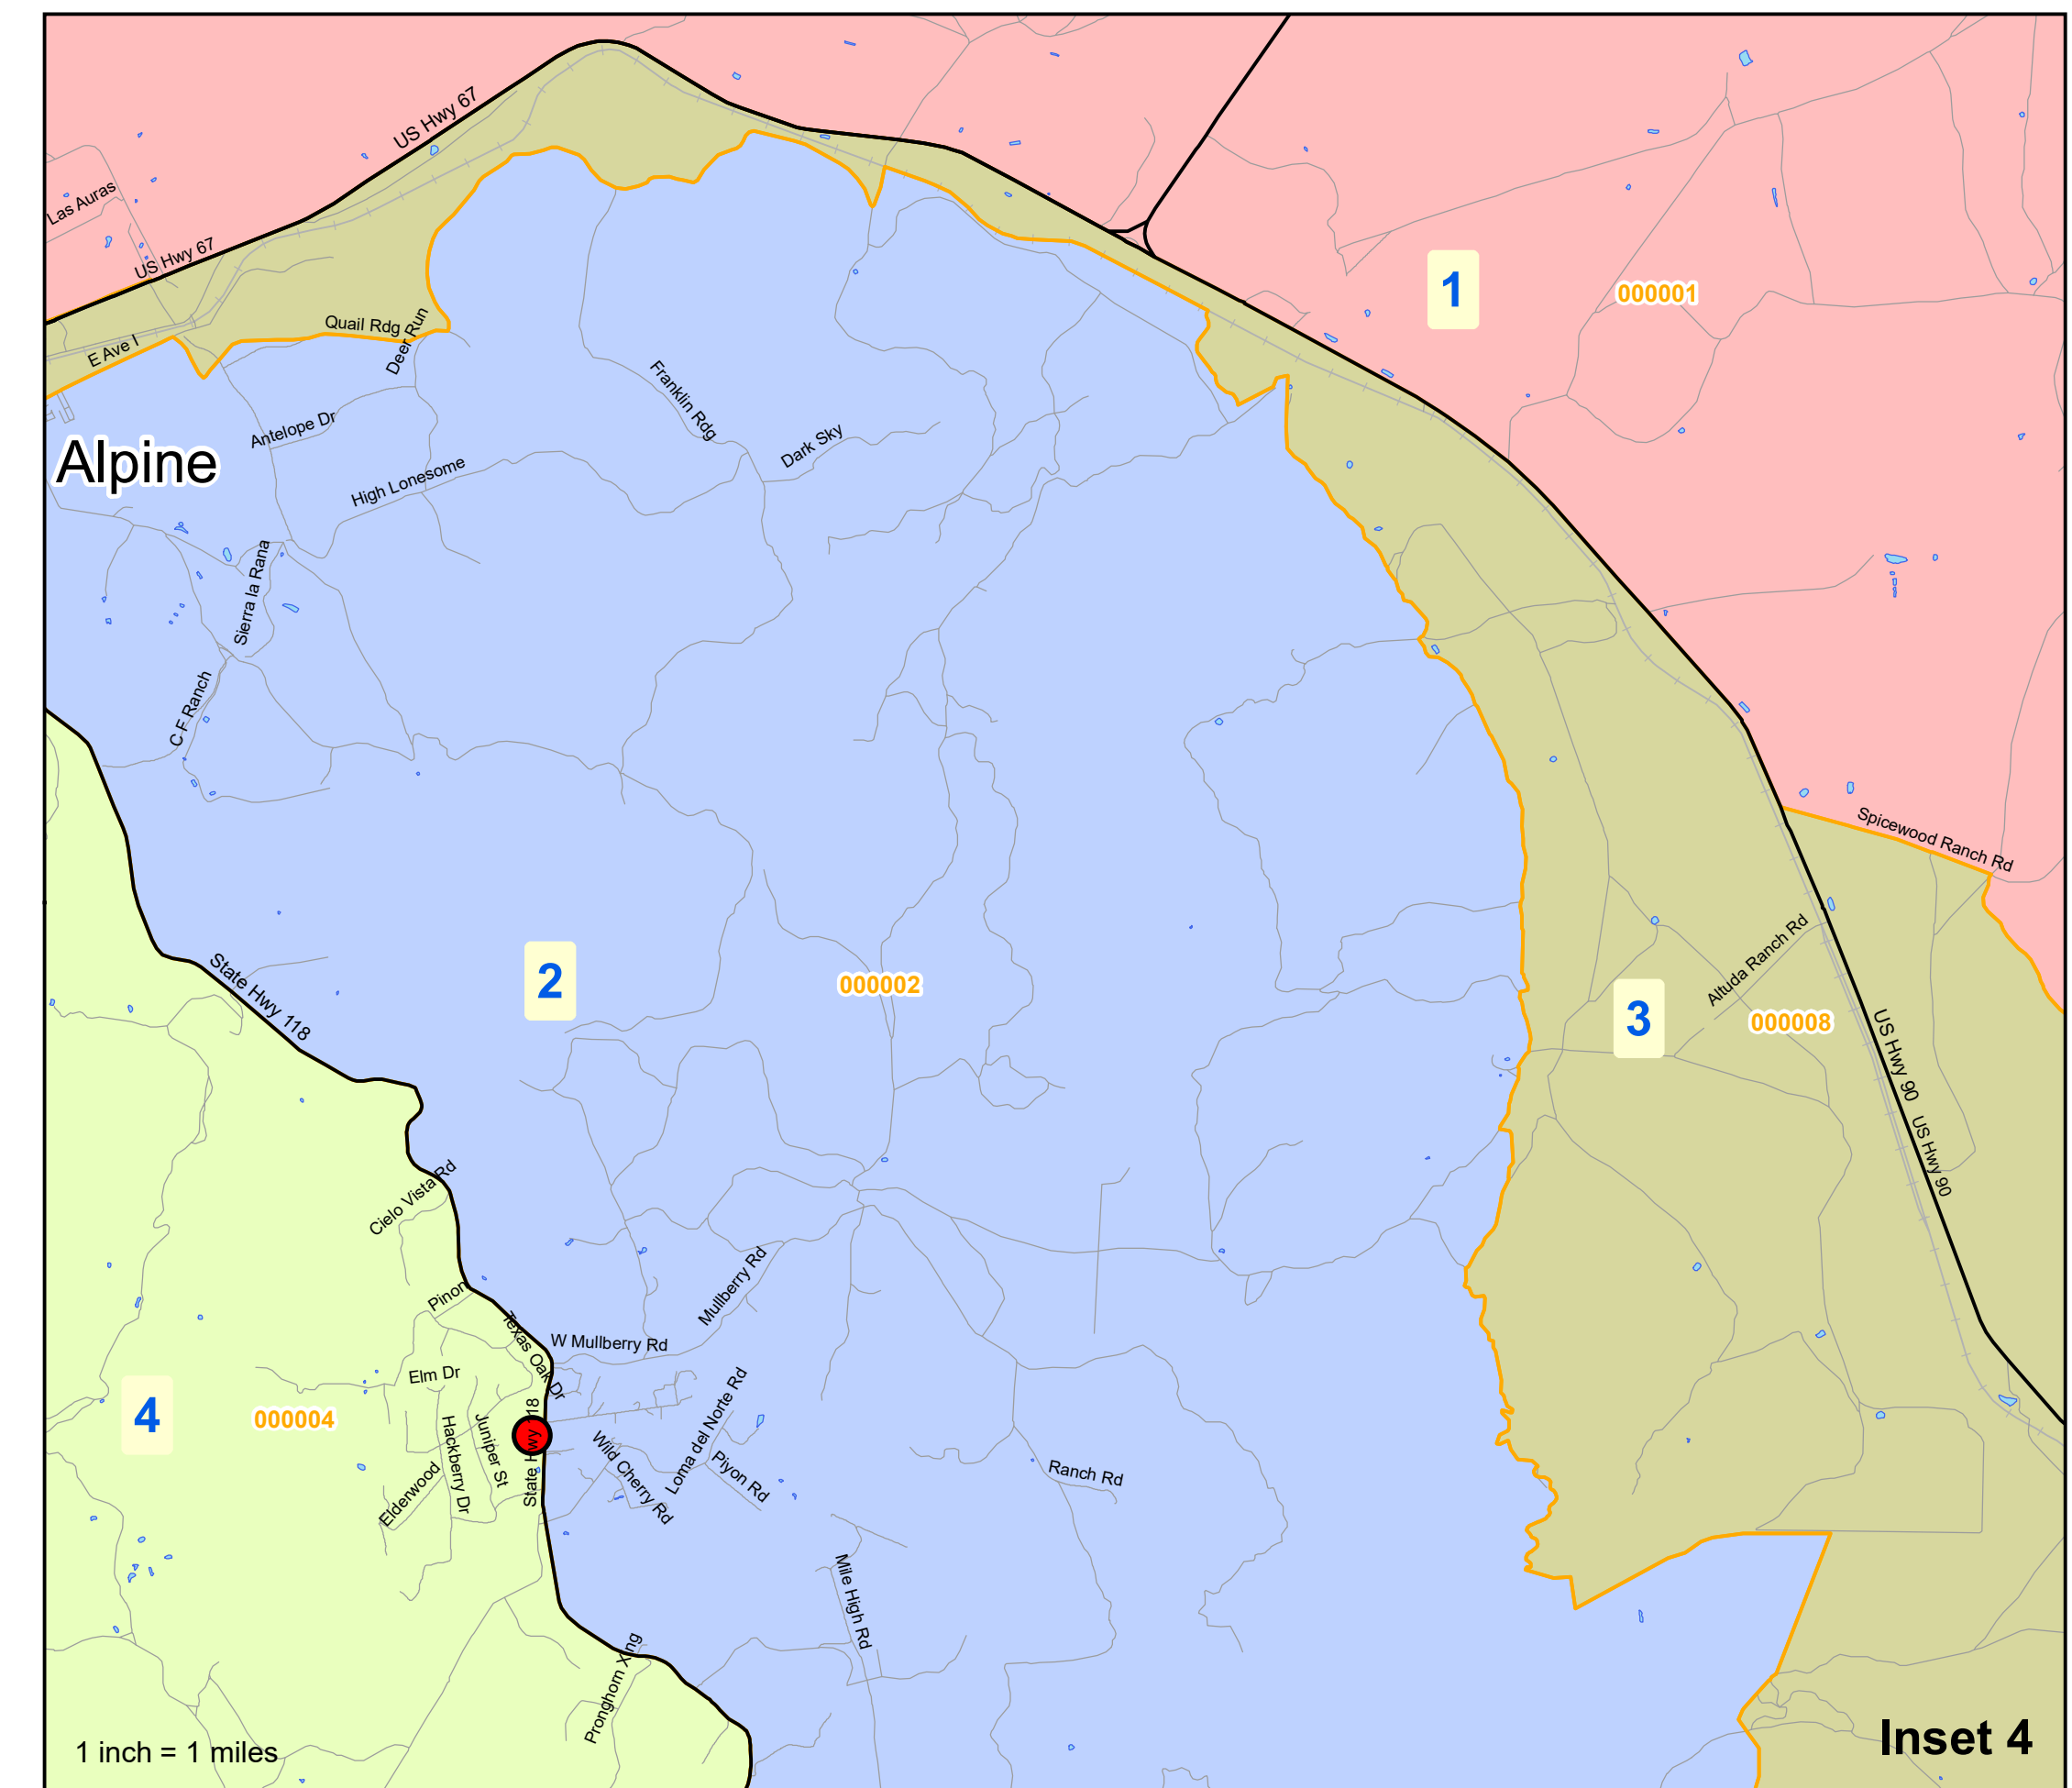 US Hwy 67
Las Auras
US Hwy 67
1
000001
Quail Rdg
Deer Run
E Ave I
Franklin Rdg
Antelope Dr
Dark Sky
Alpine
High Lonesome
Sierra la Rana
C F Ranch
Spicewood Ranch Rd
State Hwy 118
2
000002
Altuda Ranch Rd
3
000008
US Hwy 90
US Hwy 90
Cielo Vista Rd
Pinon
Mullberry Rd
Texas Oak Dr
W Mullberry Rd
Elm Dr
4
000004
Hackberry Dr
Juniper St
State Hwy 118
Loma del Norte Rd
Wild Cherry Rd
Piyon Rd
Elderwood
Ranch Rd
Mile High Rd
Pronghorn Xing
1 inch = 1 miles
Inset 4